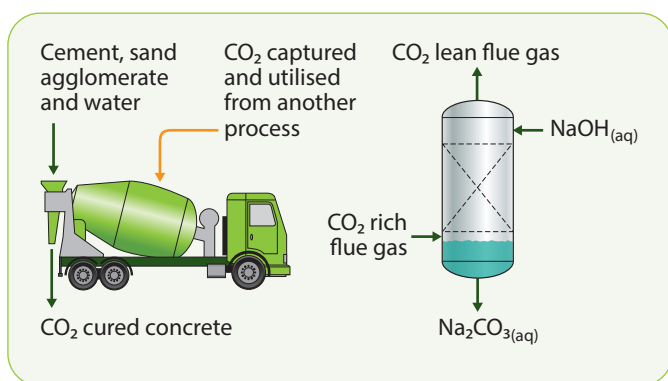 Cement, sand
agglomerate
and water
CO₂ captured
and utilised
from another
process
CO₂ cured concrete
CO₂ lean flue gas
NaOH₍aq₎
CO₂ rich
flue gas
Na₂CO₃₍aq₎